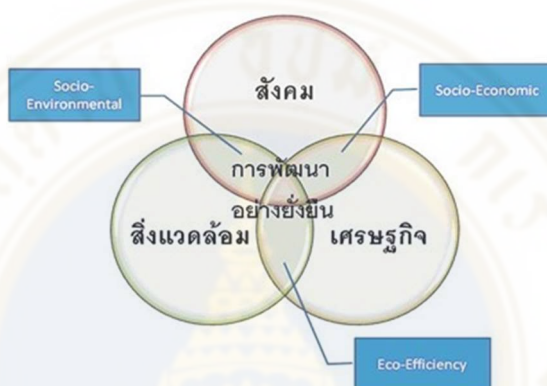 สังคม
Socio-
Environmental
Socio-Economic
การพัฒนา
อย่างยั่งยืน
สิ่งแวดล้อม
เศรษฐกิจ
Eco-Efficiency